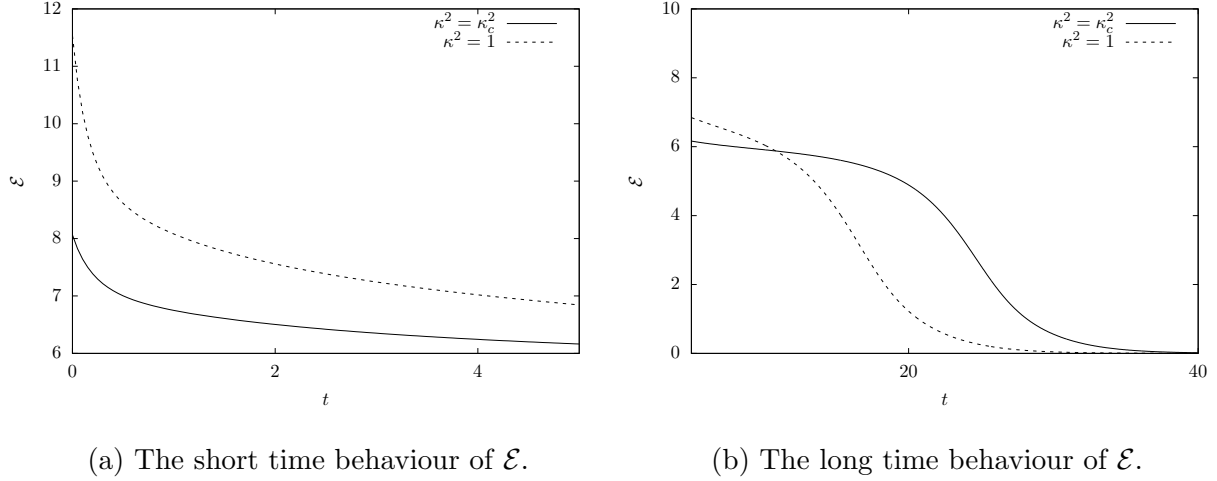 12
11
10
9
8
7
6
0
2
4
ℰ
t
κ² = κ_c²
κ² = 1
(a) The short time behaviour of ℰ.
10
8
6
4
2
0
20
40
ℰ
t
κ² = κ_c²
κ² = 1
(b) The long time behaviour of ℰ.